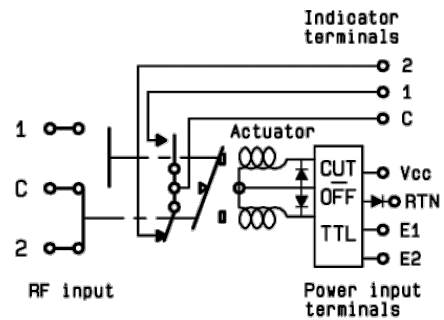 Indicator
terminals
2
1
C
Actuator
1
C
2
CUT
OFF
TTL
Vcc
RTN
E1
E2
RF input
Power input
terminals